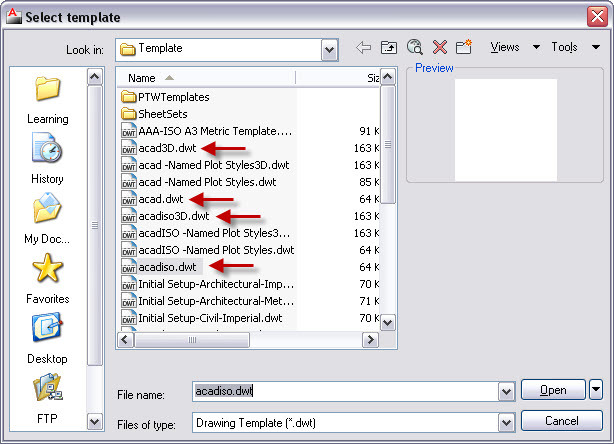 Select template
Look in: Template
Views Tools
Name Siz
PTWTemplates
SheetSets
AAA-ISO A3 Metric Template.... 91 K
acad3D.dwt 163 K
acad -Named Plot Styles3D.dwt 163 K
acad -Named Plot Styles.dwt 85 K
acad.dwt 64 K
acadiso3D.dwt 163 K
acadISO -Named Plot Styles3... 163 K
acadISO -Named Plot Styles.dwt 64 K
acadiso.dwt 64 K
Initial Setup-Architectural-Imp... 70 K
Initial Setup-Architectural-Met... 71 K
Initial Setup-Civil-Imperial.dwt 70 K
Preview
Learning
History
My Doc...
Favorites
Desktop
FTP
File name: acadiso.dwt Open
Files of type: Drawing Template (*.dwt) Cancel